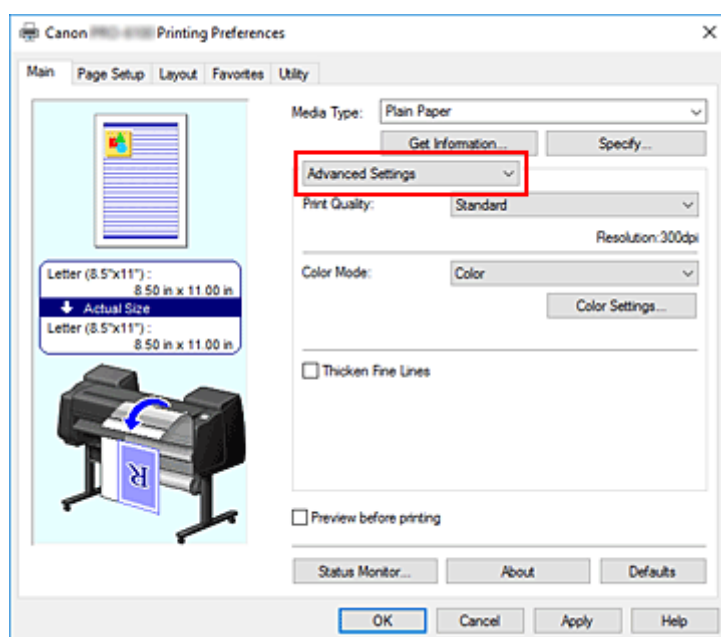 Canon Printing Preferences
Main Page Setup Layout Favorites Utility
Media Type: Plain Paper
Get Information... Specify...
Advanced Settings
Print Quality: Standard
Resolution:300dpi
Color Mode: Color
Color Settings...
Thicken Fine Lines
Letter (8.5"x11") :
8.50 in x 11.00 in
Actual Size
Letter (8.5"x11") :
8.50 in x 11.00 in
R
Preview before printing
Status Monitor... About Defaults
OK Cancel Apply Help